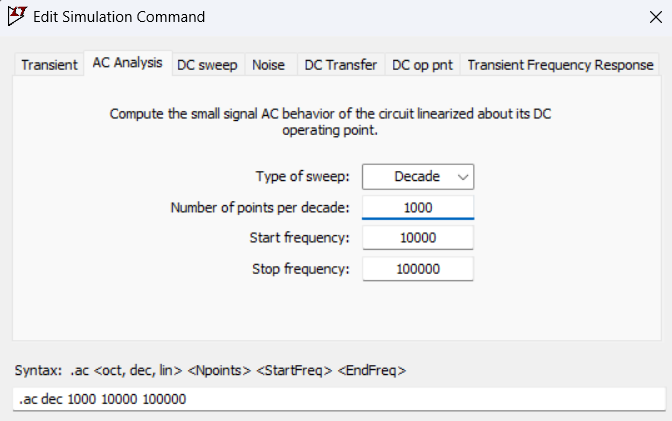 Edit Simulation Command
Transient AC Analysis DC sweep Noise DC Transfer DC op pnt Transient Frequency Response
Compute the small signal AC behavior of the circuit linearized about its DC
operating point.
Type of sweep: Decade
Number of points per decade: 1000
Start frequency: 10000
Stop frequency: 100000
Syntax: .ac <oct, dec, lin> <Npoints> <StartFreq> <EndFreq>
.ac dec 1000 10000 100000